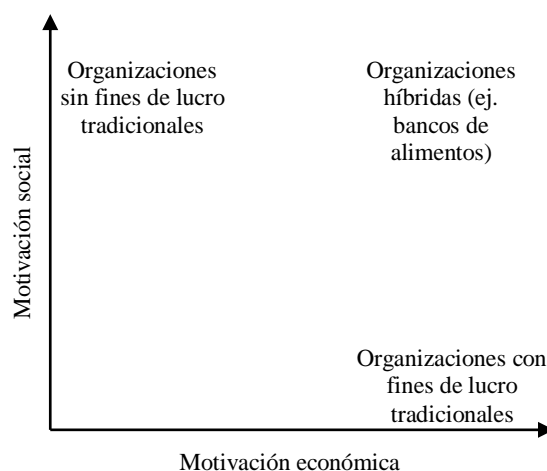 Organizaciones
sin fines de lucro
tradicionales
Organizaciones
híbridas (ej.
bancos de
alimentos)
Motivación social
Organizaciones con
fines de lucro
tradicionales
Motivación económica